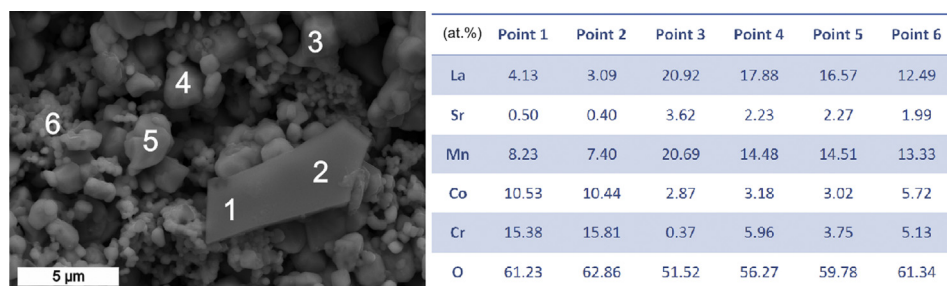 3
4
6
5
2
1
5 µm
(at.%) Point 1 Point 2 Point 3 Point 4 Point 5 Point 6
La 4.13 3.09 20.92 17.88 16.57 12.49
Sr 0.50 0.40 3.62 2.23 2.27 1.99
Mn 8.23 7.40 20.69 14.48 14.51 13.33
Co 10.53 10.44 2.87 3.18 3.02 5.72
Cr 15.38 15.81 0.37 5.96 3.75 5.13
O 61.23 62.86 51.52 56.27 59.78 61.34